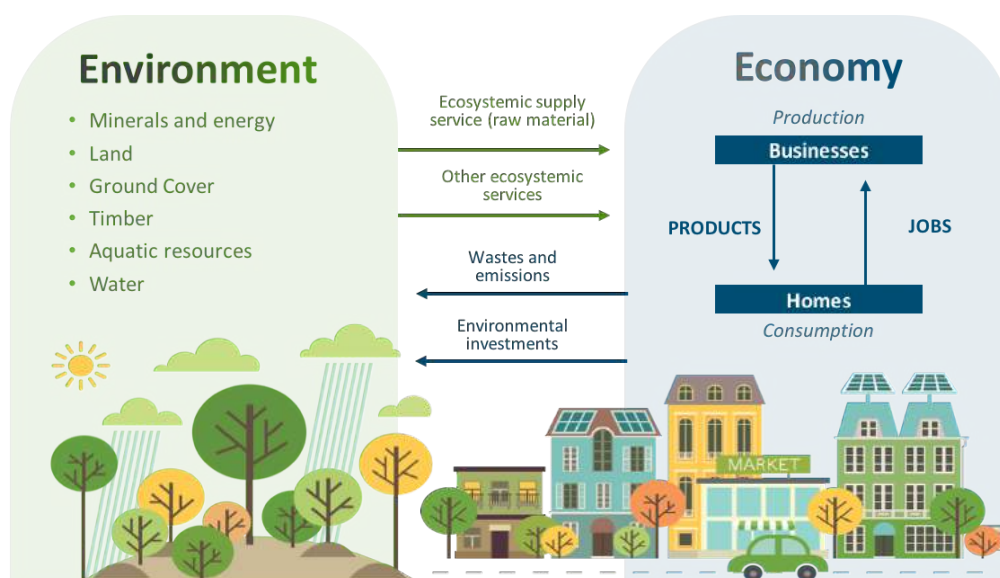 Environment
• Minerals and energy
• Land
• Ground Cover
• Timber
• Aquatic resources
• Water
Ecosystemic supply
service (raw material)
Other ecosystemic
services
Wastes and
emissions
Environmental
investments
Economy
Production
Businesses
PRODUCTS
JOBS
Homes
Consumption
MARKET